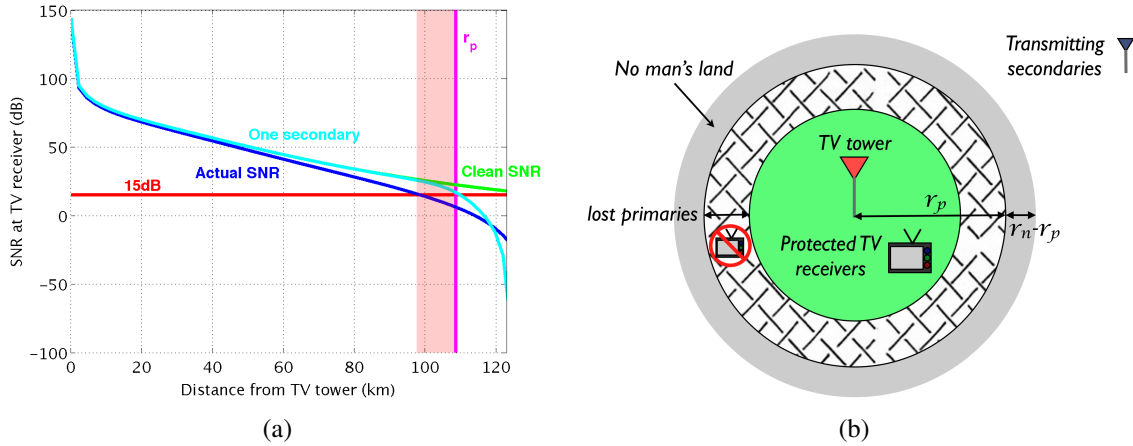 150
100
50
0
−50
−100
0
20
40
60
80
100
120
SNR at TV receiver (dB)
Distance from TV tower (km)
r_p
One secondary
Actual SNR
Clean SNR
15dB
(a)
Transmitting
secondaries
No man's land
TV tower
r_p
lost primaries
r_n-r_p
Protected TV
receivers
(b)